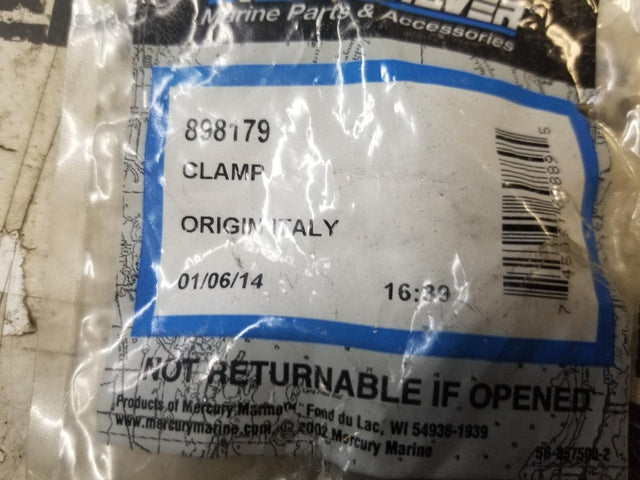 Marine Parts & Accessories
898179
CLAMP
ORIGIN ITALY
01/06/14 16:39
NOT RETURNABLE IF OPENED
Products of Mercury Marine™ Fond du Lac, WI 54936-1939
www.mercurymarine.com © 2002 Mercury Marine